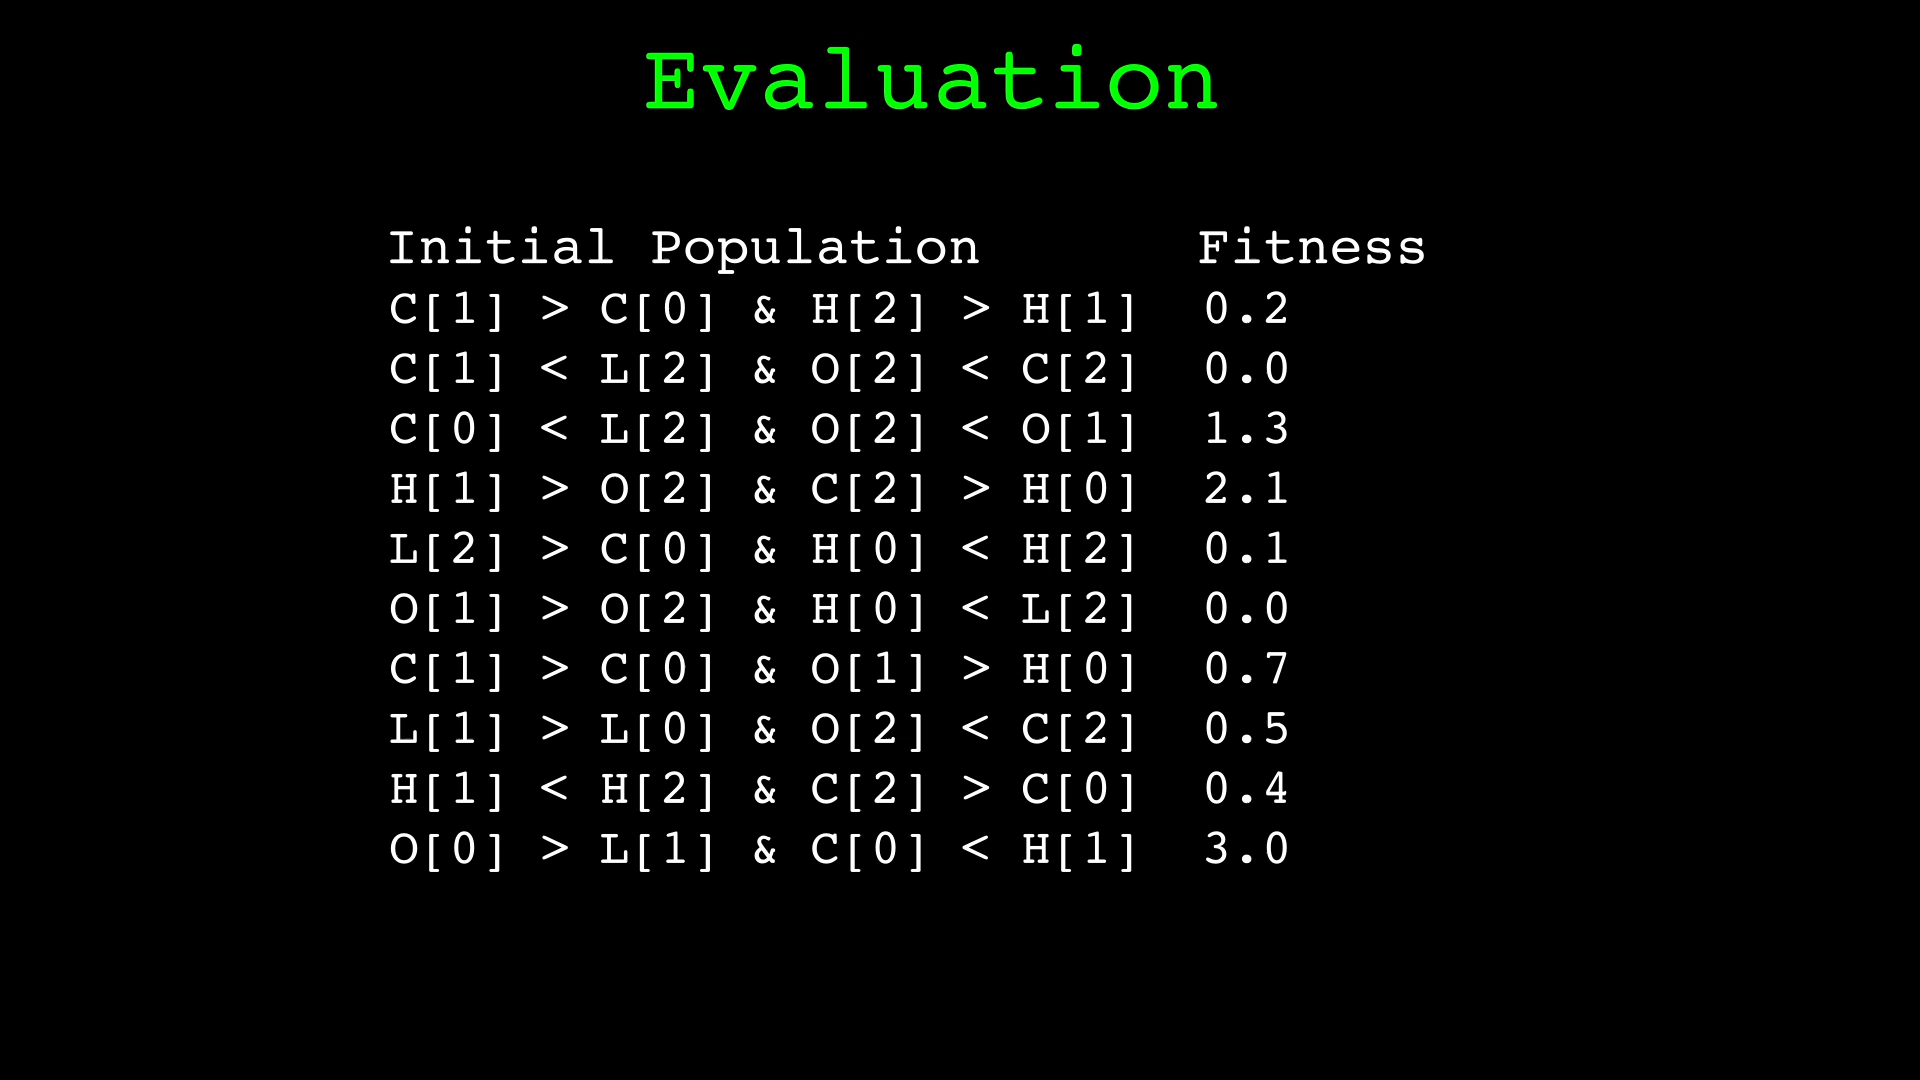 Evaluation
Initial Population Fitness
C[1] > C[0] & H[2] > H[1] 0.2
C[1] < L[2] & O[2] < C[2] 0.0
C[0] < L[2] & O[2] < O[1] 1.3
H[1] > O[2] & C[2] > H[0] 2.1
L[2] > C[0] & H[0] < H[2] 0.1
O[1] > O[2] & H[0] < L[2] 0.0
C[1] > C[0] & O[1] > H[0] 0.7
L[1] > L[0] & O[2] < C[2] 0.5
H[1] < H[2] & C[2] > C[0] 0.4
O[0] > L[1] & C[0] < H[1] 3.0